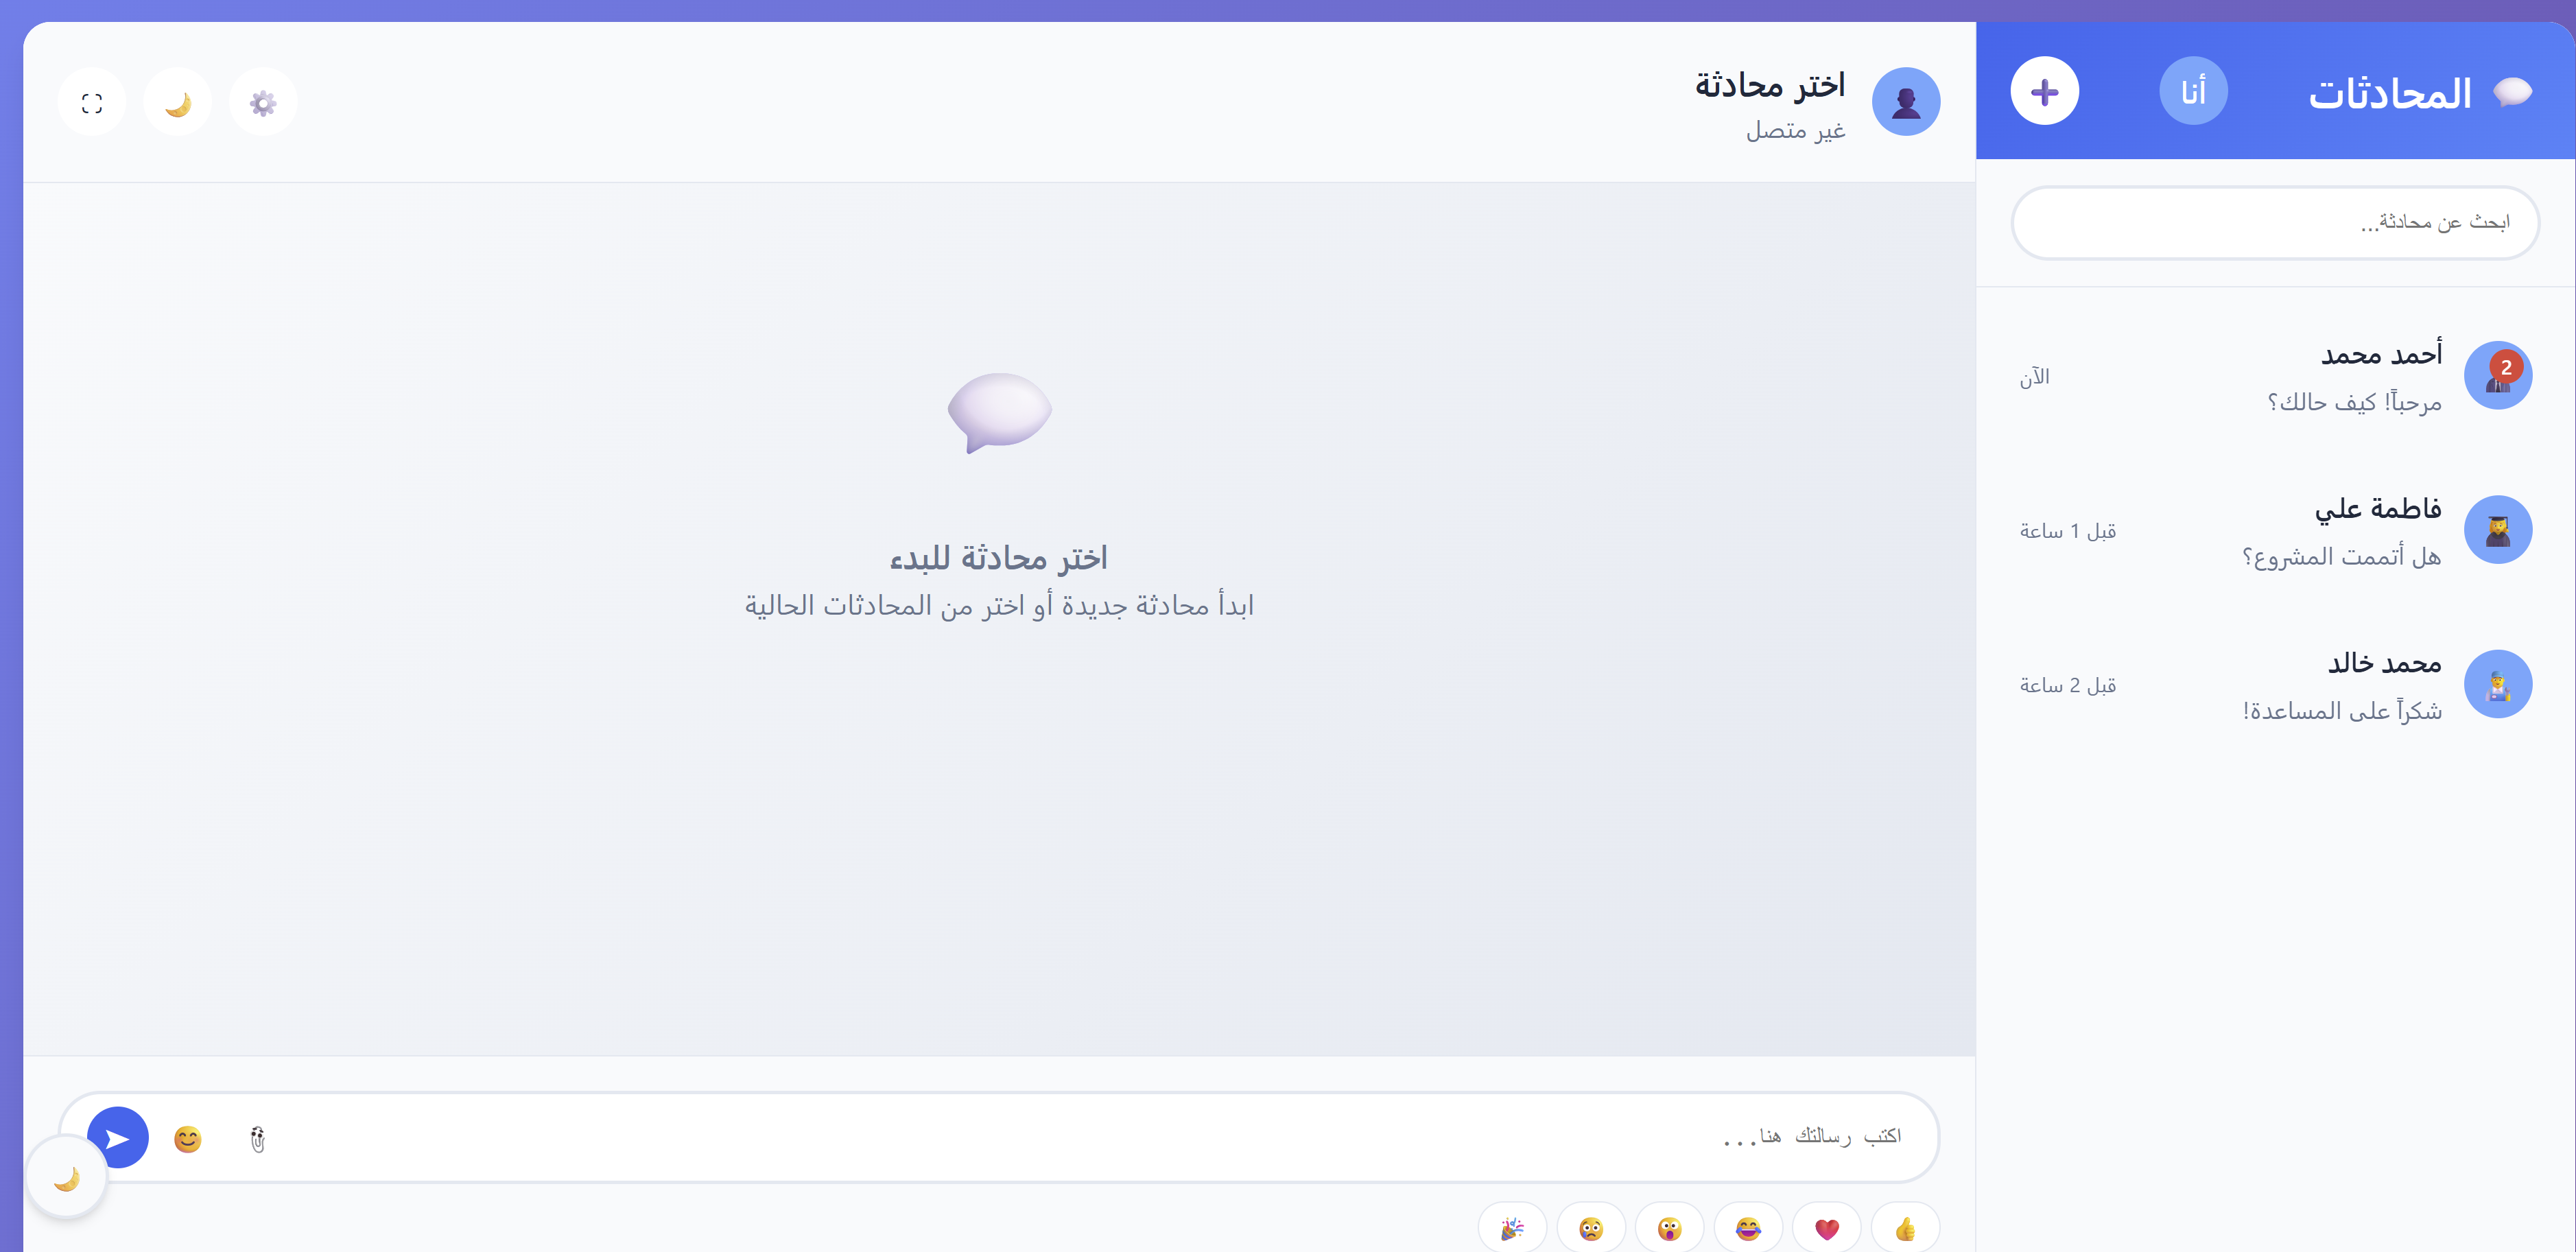 المحادثات
أنا
ابحث عن محادثة...
أحمد محمد
مرحباً! كيف حالك؟
الآن
2
فاطمة علي
هل أتممت المشروع؟
قبل 1 ساعة
محمد خالد
شكراً على المساعدة!
قبل 2 ساعة
اختر محادثة
غير متصل
اختر محادثة للبدء
ابدأ محادثة جديدة أو اختر من المحادثات الحالية
اكتب رسالتك هنا...